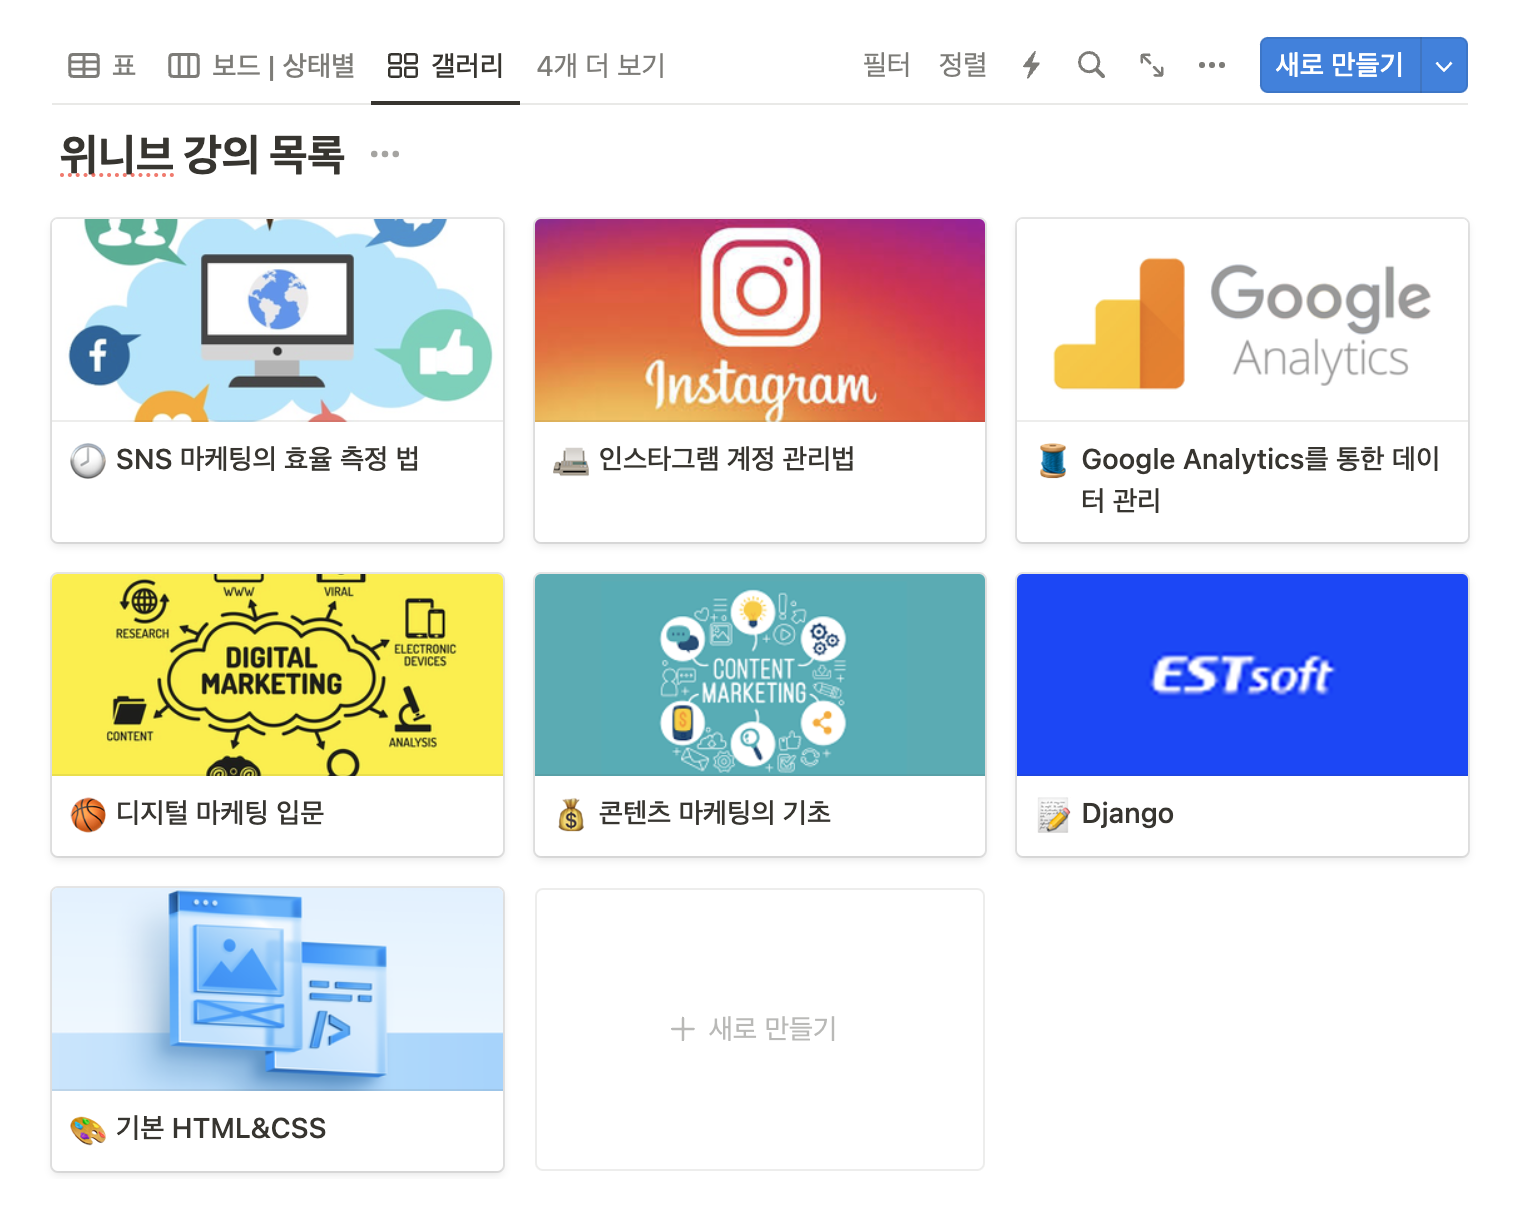 표 보드 | 상태별 갤러리 4개 더 보기 필터 정렬 새로 만들기
위니브 강의 목록
f
SNS 마케팅의 효율 측정 법
Instagram
인스타그램 계정 관리법
Google
Analytics
Google Analytics를 통한 데이
터 관리
WWW
VIRAL
RESEARCH
ELECTRONIC
DEVICES
DIGITAL
MARKETING
CONTENT
ANALYSIS
디지털 마케팅 입문
CONTENT
MARKETING
콘텐츠 마케팅의 기초
ESTsoft
Django
기본 HTML&CSS
+ 새로 만들기